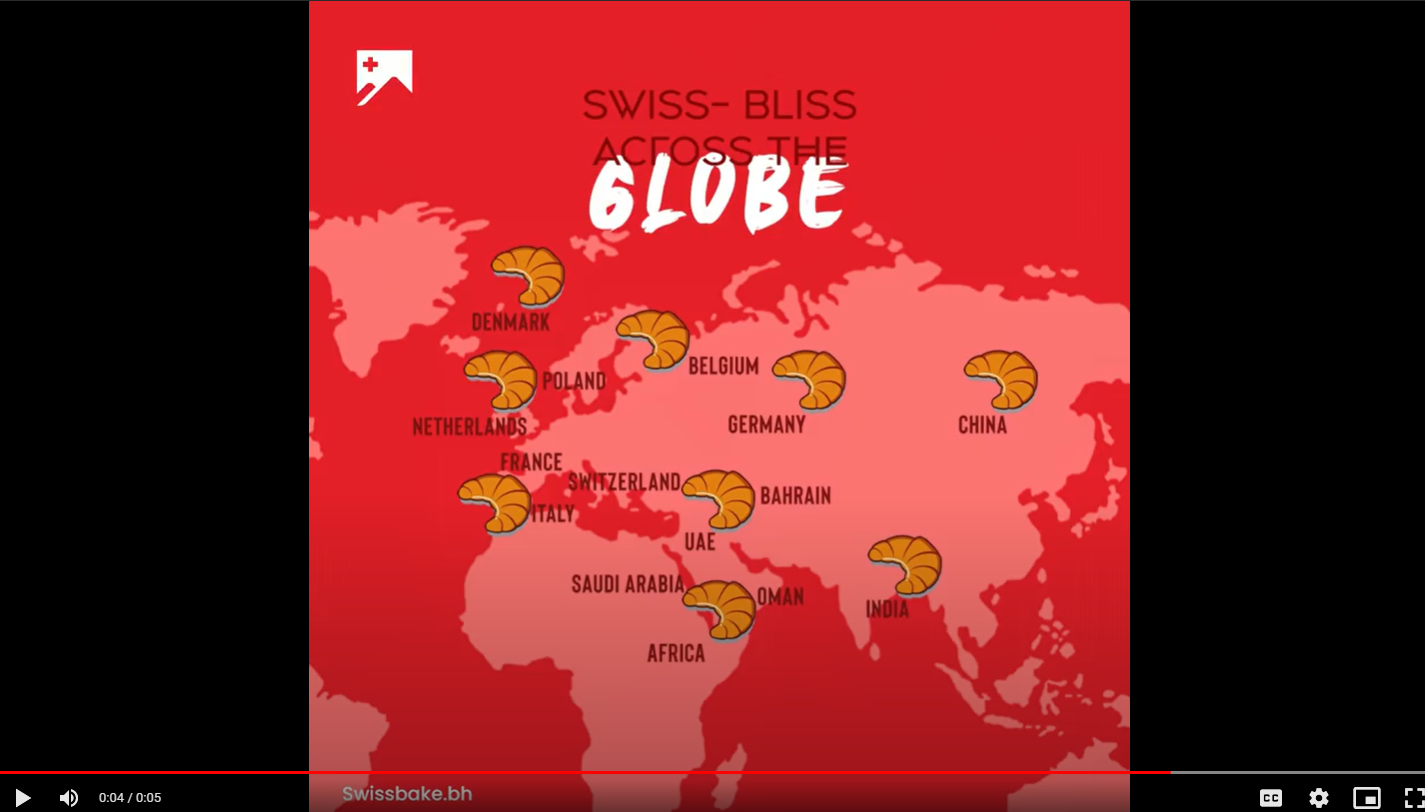 SWISS- BLISS
ACrOSS THE
GLOBE
DENMARK
BELGIUM
POLAND
NETHERLANDS
GERMANY
CHINA
FRANCE
SWITZERLAND
BAHRAIN
ITALY
UAE
SAUDI ARABIA
OMAN
INDIA
AFRICA
Swissbake.bh
0:04 / 0:05
CC